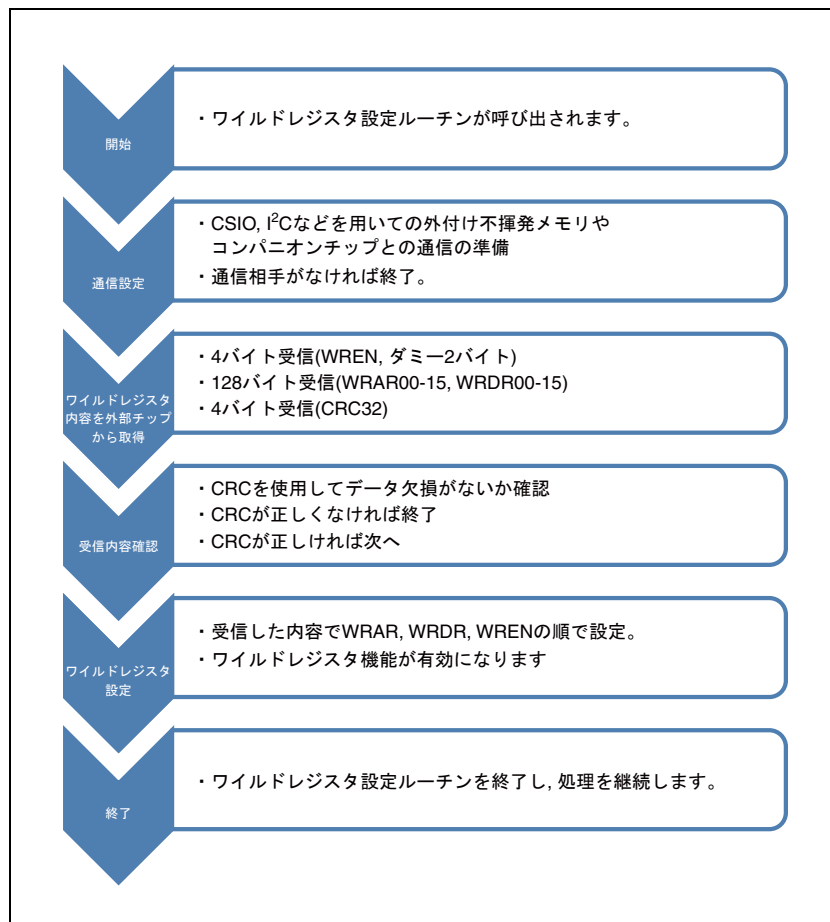 開始
・ワイルドレジスタ設定ルーチンが呼び出されます。
通信設定
・CSIO, I²Cなどを用いての外付け不揮発メモリや
コンパニオンチップとの通信の準備
・通信相手がなければ終了。
ワイルドレジスタ
内容を外部チップ
から取得
・4バイト受信(WREN, ダミー2バイト)
・128バイト受信(WRAR00-15, WRDR00-15)
・4バイト受信(CRC32)
受信内容確認
・CRCを使用してデータ欠損がないか確認
・CRCが正しくなければ終了
・CRCが正しければ次へ
ワイルドレジスタ
設定
・受信した内容でWRAR, WRDR, WRENの順で設定。
・ワイルドレジスタ機能が有効になります
終了
・ワイルドレジスタ設定ルーチンを終了し, 処理を継続します。